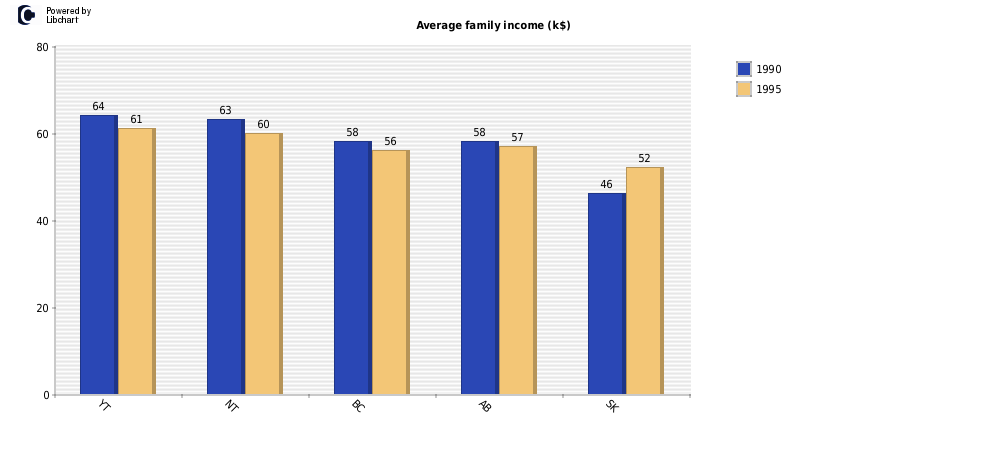 Powered by
Libchart
Average family income (k$)
1990
1995
80
60
40
20
0
64
61
63
60
58
56
58
57
46
52
YT
NT
BC
AB
SK